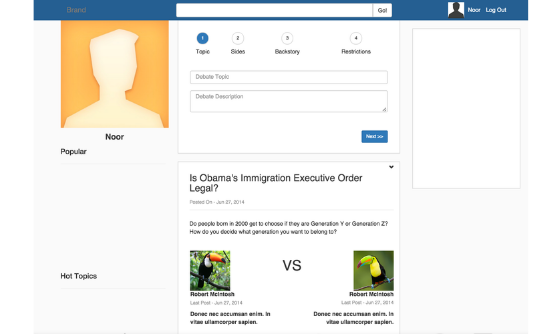 Brano
Go!
Noor Log Out
1 2 3 4
Topic Sides Backstory Restrictions
Debate Topic
Debate Description
Next >>
Noor
Popular
Hot Topics
Is Obama's Immigration Executive Order
Legal?
Posted On - Jun 27, 2014
Do people born in 2000 get to choose if they are Generation Y or Generation Z?
How do you decide what generation you want to belong to?
VS
Robert McIntosh
Last Post - Jun 27, 2014
Donec nec accumsan enim. In
vitae ullamcorper sapien.
Robert McIntosh
Last Post - Jun 27, 2014
Donec nec accumsan enim. In
vitae ullamcorper sapien.